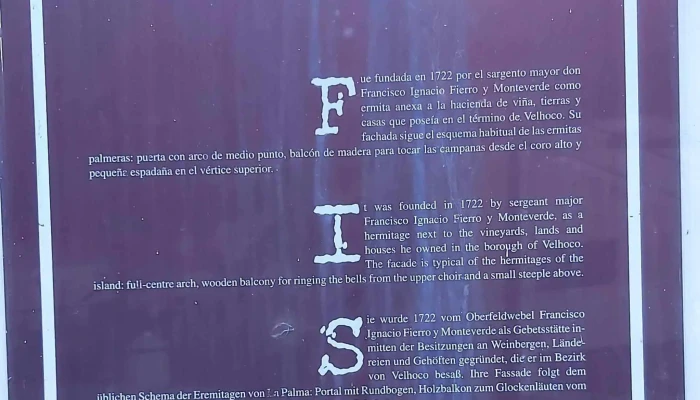 Fue fundada en 1722 por el sargento mayor don
Francisco Ignacio Fierro y Monteverde como
ermita anexa a la hacienda de viña, tierras y
casas que poseía en el término de Velhoco. Su
fachada sigue el esquema habitual de las ermitas
palmeras: puerta con arco de medio punto, balcón de madera para tocar las campanas desde el coro alto y
pequeña espadaña en el vértice superior.
It was founded in 1722 by sergeant major
Francisco Ignacio Fierro y Monteverde, as a
hermitage next to the vineyards, lands and
houses he owned in the borough of Velhoco.
The facade is typical of the hermitages of the
island: full-centre arch, wooden balcony for ringing the bells from the upper choir and a small steeple above.
Sie wurde 1722 vom Oberfeldwebel Francisco
Ignacio Fierro y Monteverde als Gebetsstätte in-
mitten der Besitzungen an Weinbergen, Lände-
reien und Gehöften gegründet, die er im Bezirk
von Velhoco besaß. Ihre Fassade folgt dem
üblichen Schema der Eremitagen von La Palma: Portal mit Rundbogen, Holzbalkon zum Glockenläuten vom